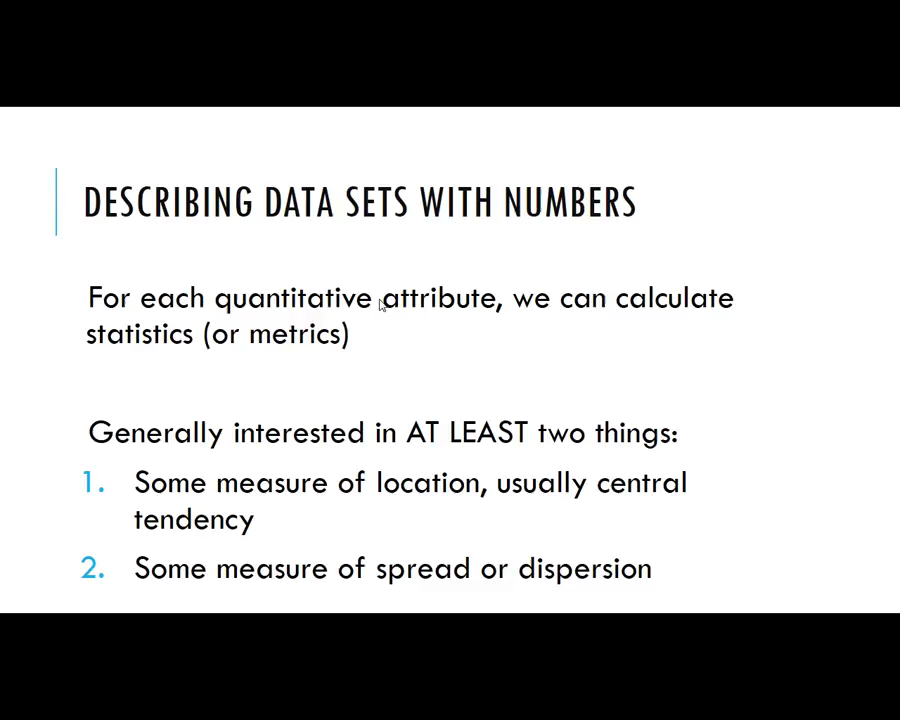 DESCRIBING DATA SETS WITH NUMBERS
For each quantitative attribute, we can calculate
statistics (or metrics)
Generally interested in AT LEAST two things:
1. Some measure of location, usually central
tendency
2. Some measure of spread or dispersion